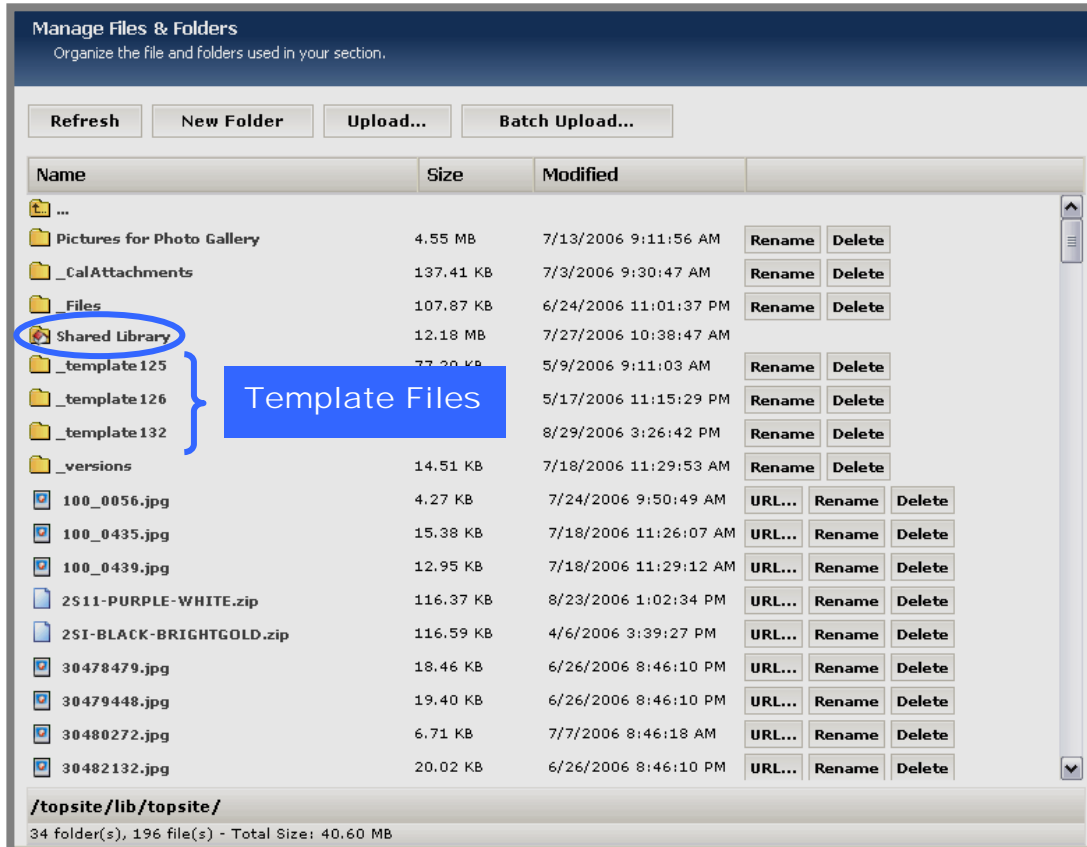 Manage Files & Folders
Organize the file and folders used in your section.
Refresh New Folder Upload... Batch Upload...
Name Size Modified
...
Pictures for Photo Gallery 4.55 MB 7/13/2006 9:11:56 AM Rename Delete
_CalAttachments 137.41 KB 7/3/2006 9:30:47 AM Rename Delete
_Files 107.87 KB 6/24/2006 11:01:37 PM Rename Delete
Shared Library 12.18 MB 7/27/2006 10:38:47 AM
_template125 77.20 KB 5/9/2006 9:11:03 AM Rename Delete
_template126 5/17/2006 11:15:29 PM Rename Delete
Template Files
_template132 8/29/2006 3:26:42 PM Rename Delete
_versions 14.51 KB 7/18/2006 11:29:53 AM Rename Delete
100_0056.jpg 4.27 KB 7/24/2006 9:50:49 AM URL... Rename Delete
100_0435.jpg 15.38 KB 7/18/2006 11:26:07 AM URL... Rename Delete
100_0439.jpg 12.95 KB 7/18/2006 11:29:12 AM URL... Rename Delete
2S11-PURPLE-WHITE.zip 116.37 KB 8/23/2006 1:02:34 PM URL... Rename Delete
2SI-BLACK-BRIGHTGOLD.zip 116.59 KB 4/6/2006 3:39:27 PM URL... Rename Delete
30478479.jpg 18.46 KB 6/26/2006 8:46:10 PM URL... Rename Delete
30479448.jpg 19.40 KB 6/26/2006 8:46:10 PM URL... Rename Delete
30480272.jpg 6.71 KB 7/7/2006 8:46:18 AM URL... Rename Delete
30482132.jpg 20.02 KB 6/26/2006 8:46:10 PM URL... Rename Delete
/topsite/lib/topsite/
34 folder(s), 196 file(s) - Total Size: 40.60 MB